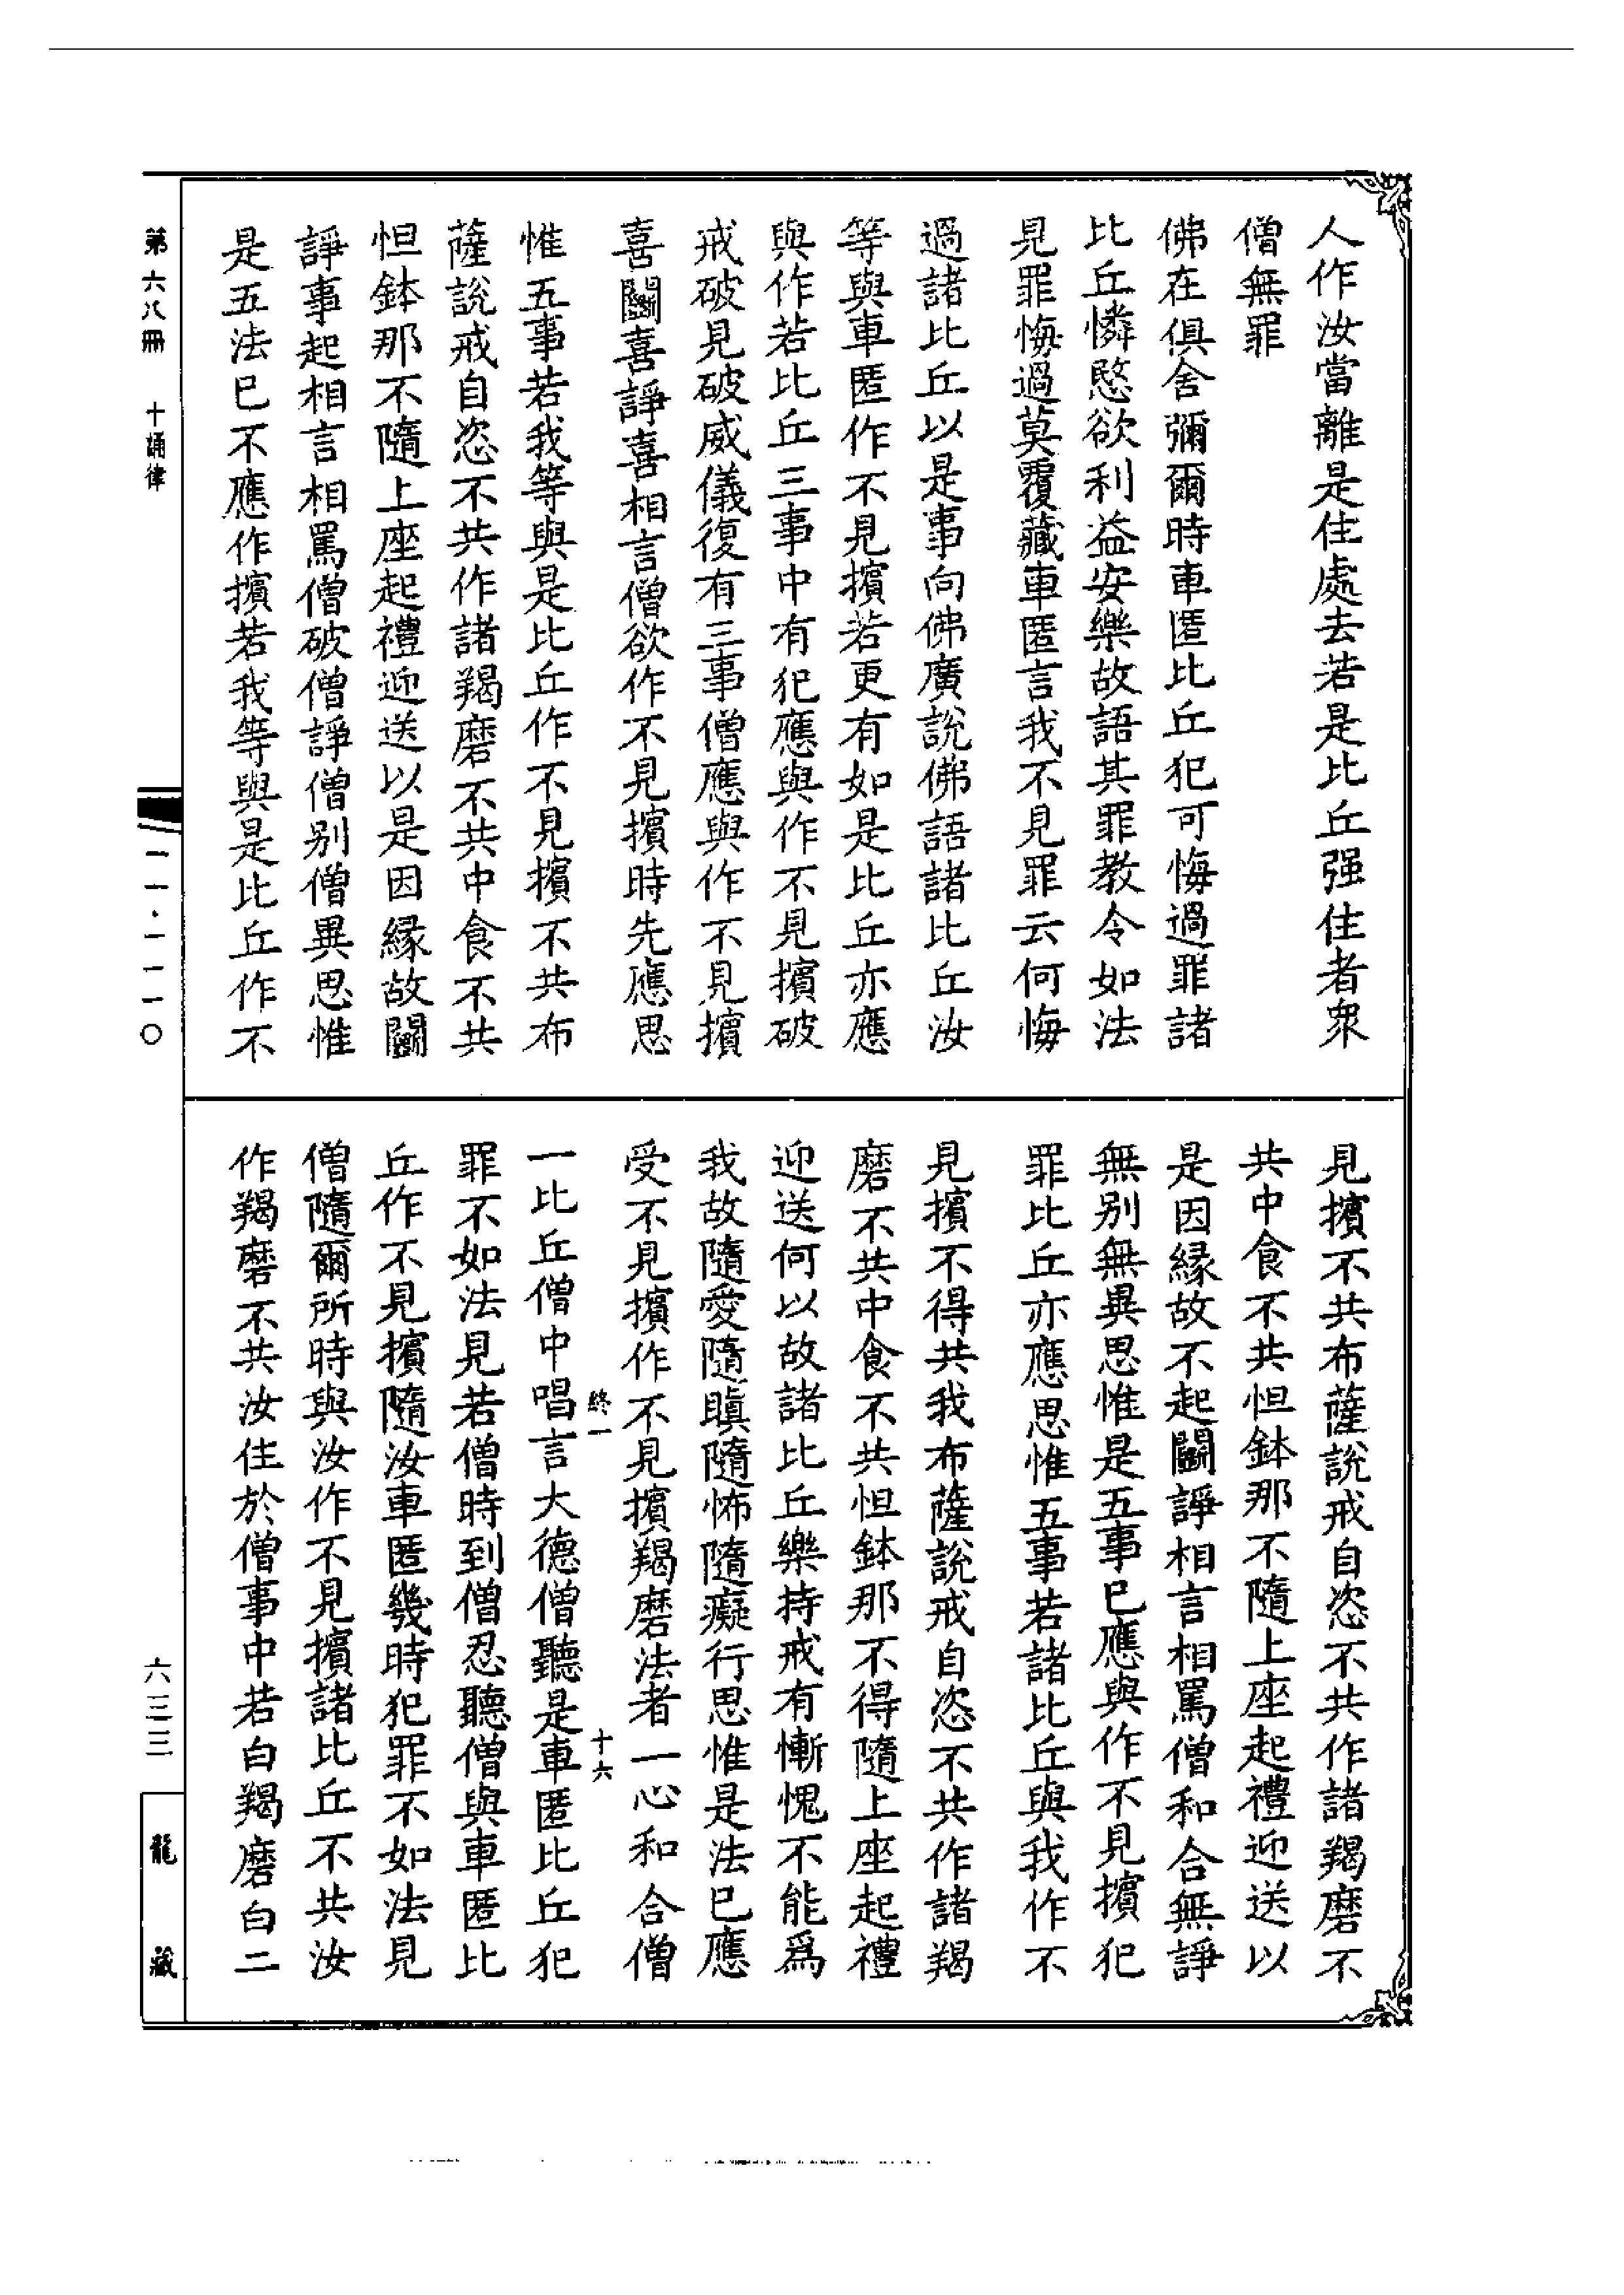 人作汝當離是住處去若是比丘强住者衆
僧無罪
佛在俱舍彌爾時車匿比丘犯可悔過罪諸
比丘憐愍欲利益安樂故語其罪教令如法
見罪悔過莫覆藏車匿言我不見罪云何悔
過諸比丘以是事向佛廣說佛語諸比丘汝
等與車匿作不見擯若更有如是比丘亦應
與作若比丘三事中有犯應與作不見擯破
戒破見破威儀復有三事僧應與作不見擯
喜鬬喜諍喜相言僧欲作不見擯時先應思
惟五事若我等與是比丘作不見擯不共布
薩說戒自恣不共作諸羯磨不共中食不共
怛鉢那不隨上座起禮迎送以是因緣故鬬
諍事起相言相罵僧破僧諍僧別僧異思惟
是五法已不應作擯若我等與是比丘作不
見擯不共布薩說戒自恣不共作諸羯磨不
共中食不共怛鉢那不隨上座起禮迎送以
是因緣故不起鬬諍相言相罵僧和合無諍
無別無異思惟是五事已應與作不見擯犯
罪比丘亦應思惟五事若諸比丘與我作不
見擯不得共我布薩說戒自恣不共作諸羯
磨不共中食不共怛鉢那不得隨上座起禮
迎送何以故諸比丘樂持戒有慚愧不能爲
我故隨愛隨瞋隨怖隨癡行思惟是法已應
受不見擯作不見擯羯磨法者一心和合僧
終一 十六
一比丘僧中唱言大德僧聽是車匿比丘犯
罪不如法見若僧時到僧忍聽僧與車匿比
丘作不見擯隨汝車匿幾時犯罪不如法見
僧隨爾所時與汝作不見擯諸比丘不共汝
作羯磨不共汝住於僧事中若白羯磨白二
第六八冊 十誦律
一一·一一一〇
六三三
龍藏